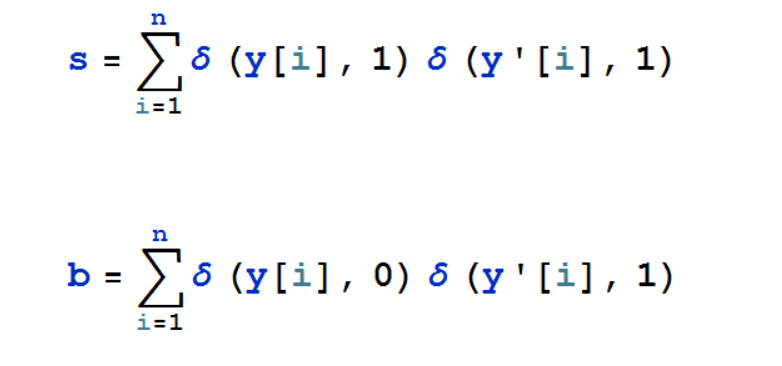 n
s = ∑ δ (y[i], 1) δ (y'[i], 1)
i=1
n
b = ∑ δ (y[i], 0) δ (y'[i], 1)
i=1